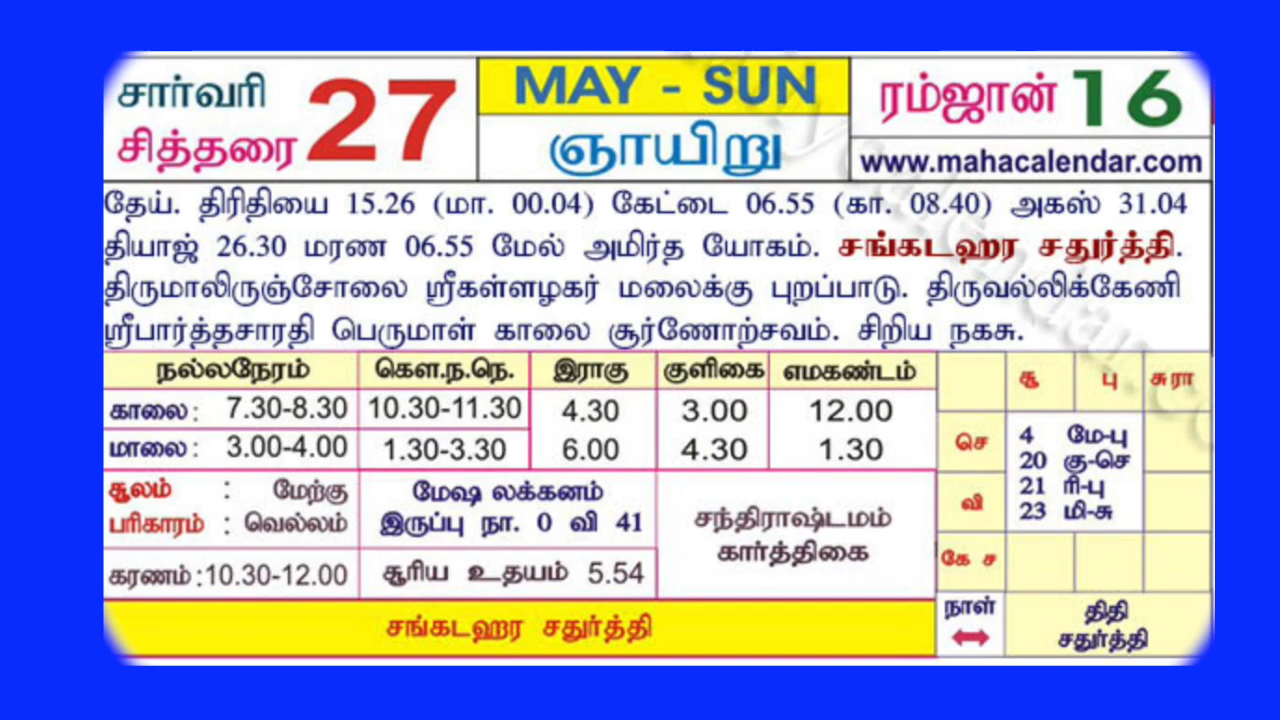 சார்வரி
சித்தரை 27
MAY - SUN
ஞாயிறு
ரம்ஜான் 16
www.mahacalendar.com
தேய். திரிதியை 15.26 (மா. 00.04) கேட்டை 06.55 (கா. 08.40) அகஸ் 31.04
தியாஜ் 26.30 மரண 06.55 மேல் அமிர்த யோகம். சங்கடஹர சதுர்த்தி.
திருமாலிருஞ்சோலை ஸ்ரீகள்ளழகர் மலைக்கு புறப்பாடு. திருவல்லிக்கேணி
ஸ்ரீபார்த்தசாரதி பெருமாள் காலை சூர்ணோற்சவம். சிறிய நகசு.
நல்லநேரம் கௌ.ந.நெ. இராகு குளிகை எமகண்டம்
காலை: 7.30-8.30 10.30-11.30 4.30 3.00 12.00
மாலை: 3.00-4.00 1.30-3.30 6.00 4.30 1.30
சூலம் : மேற்கு
பரிகாரம் : வெல்லம்
மேஷ லக்கனம்
இருப்பு நா. 0 வி 41
சந்திராஷ்டமம்
கார்த்திகை
கரணம்:10.30-12.00 சூரிய உதயம் 5.54
சங்கடஹர சதுர்த்தி
சூ பு சுரா
செ
வி
கே ச
4 மே-பு
20 கு-செ
21 ரி-பு
23 மி-சு
நாள்
திதி
சதுர்த்தி